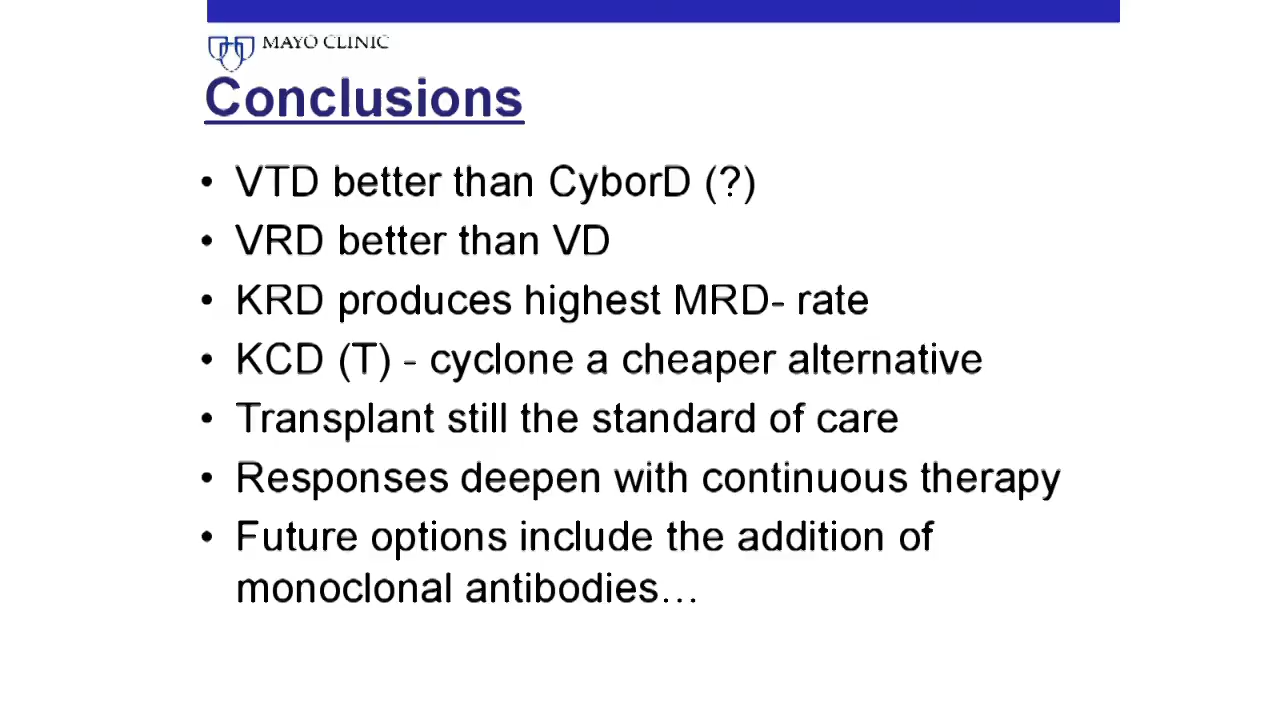 MAYO CLINIC
Conclusions
• VTD better than CyborD (?)
• VRD better than VD
• KRD produces highest MRD- rate
• KCD (T) - cyclone a cheaper alternative
• Transplant still the standard of care
• Responses deepen with continuous therapy
• Future options include the addition of
monoclonal antibodies…